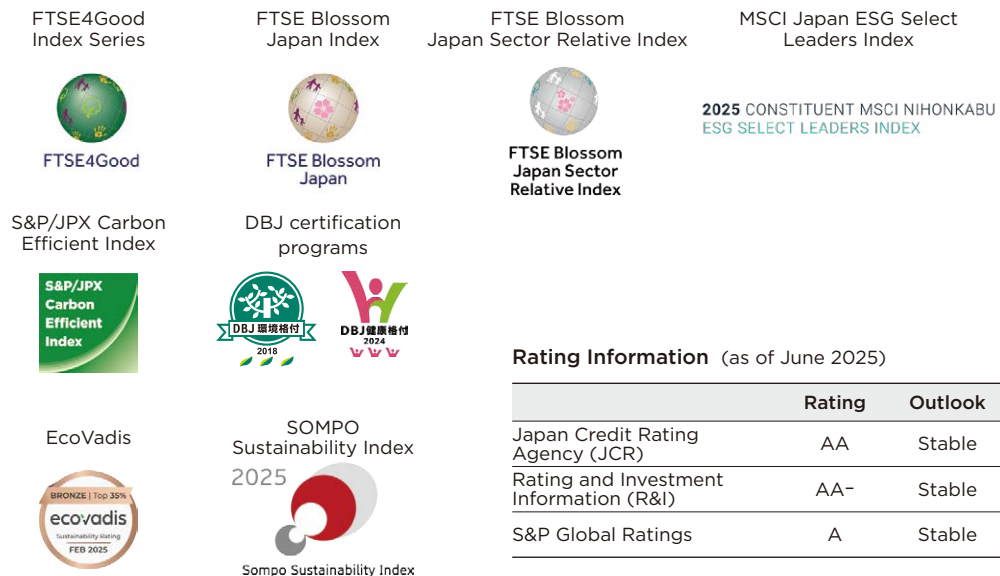 FTSE4Good
Index Series
FTSE4Good
FTSE Blossom
Japan Index
FTSE Blossom
Japan
FTSE Blossom
Japan Sector Relative Index
FTSE Blossom
Japan Sector
Relative Index
MSCI Japan ESG Select
Leaders Index
2025 CONSTITUENT MSCI NIHONKABU
ESG SELECT LEADERS INDEX
S&P/JPX Carbon
Efficient Index
S&P/JPX
Carbon
Efficient
Index
DBJ certification
programs
DBJ 環境格付
2018
DBJ健康格付
2024
EcoVadis
BRONZE | Top 35%
ecovadis
Sustainability Rating
FEB 2025
SOMPO
Sustainability Index
2025
Sompo Sustainability Index
Rating Information (as of June 2025)
Rating Outlook
Japan Credit Rating
Agency (JCR) AA Stable
Rating and Investment
Information (R&I) AA− Stable
S&P Global Ratings A Stable